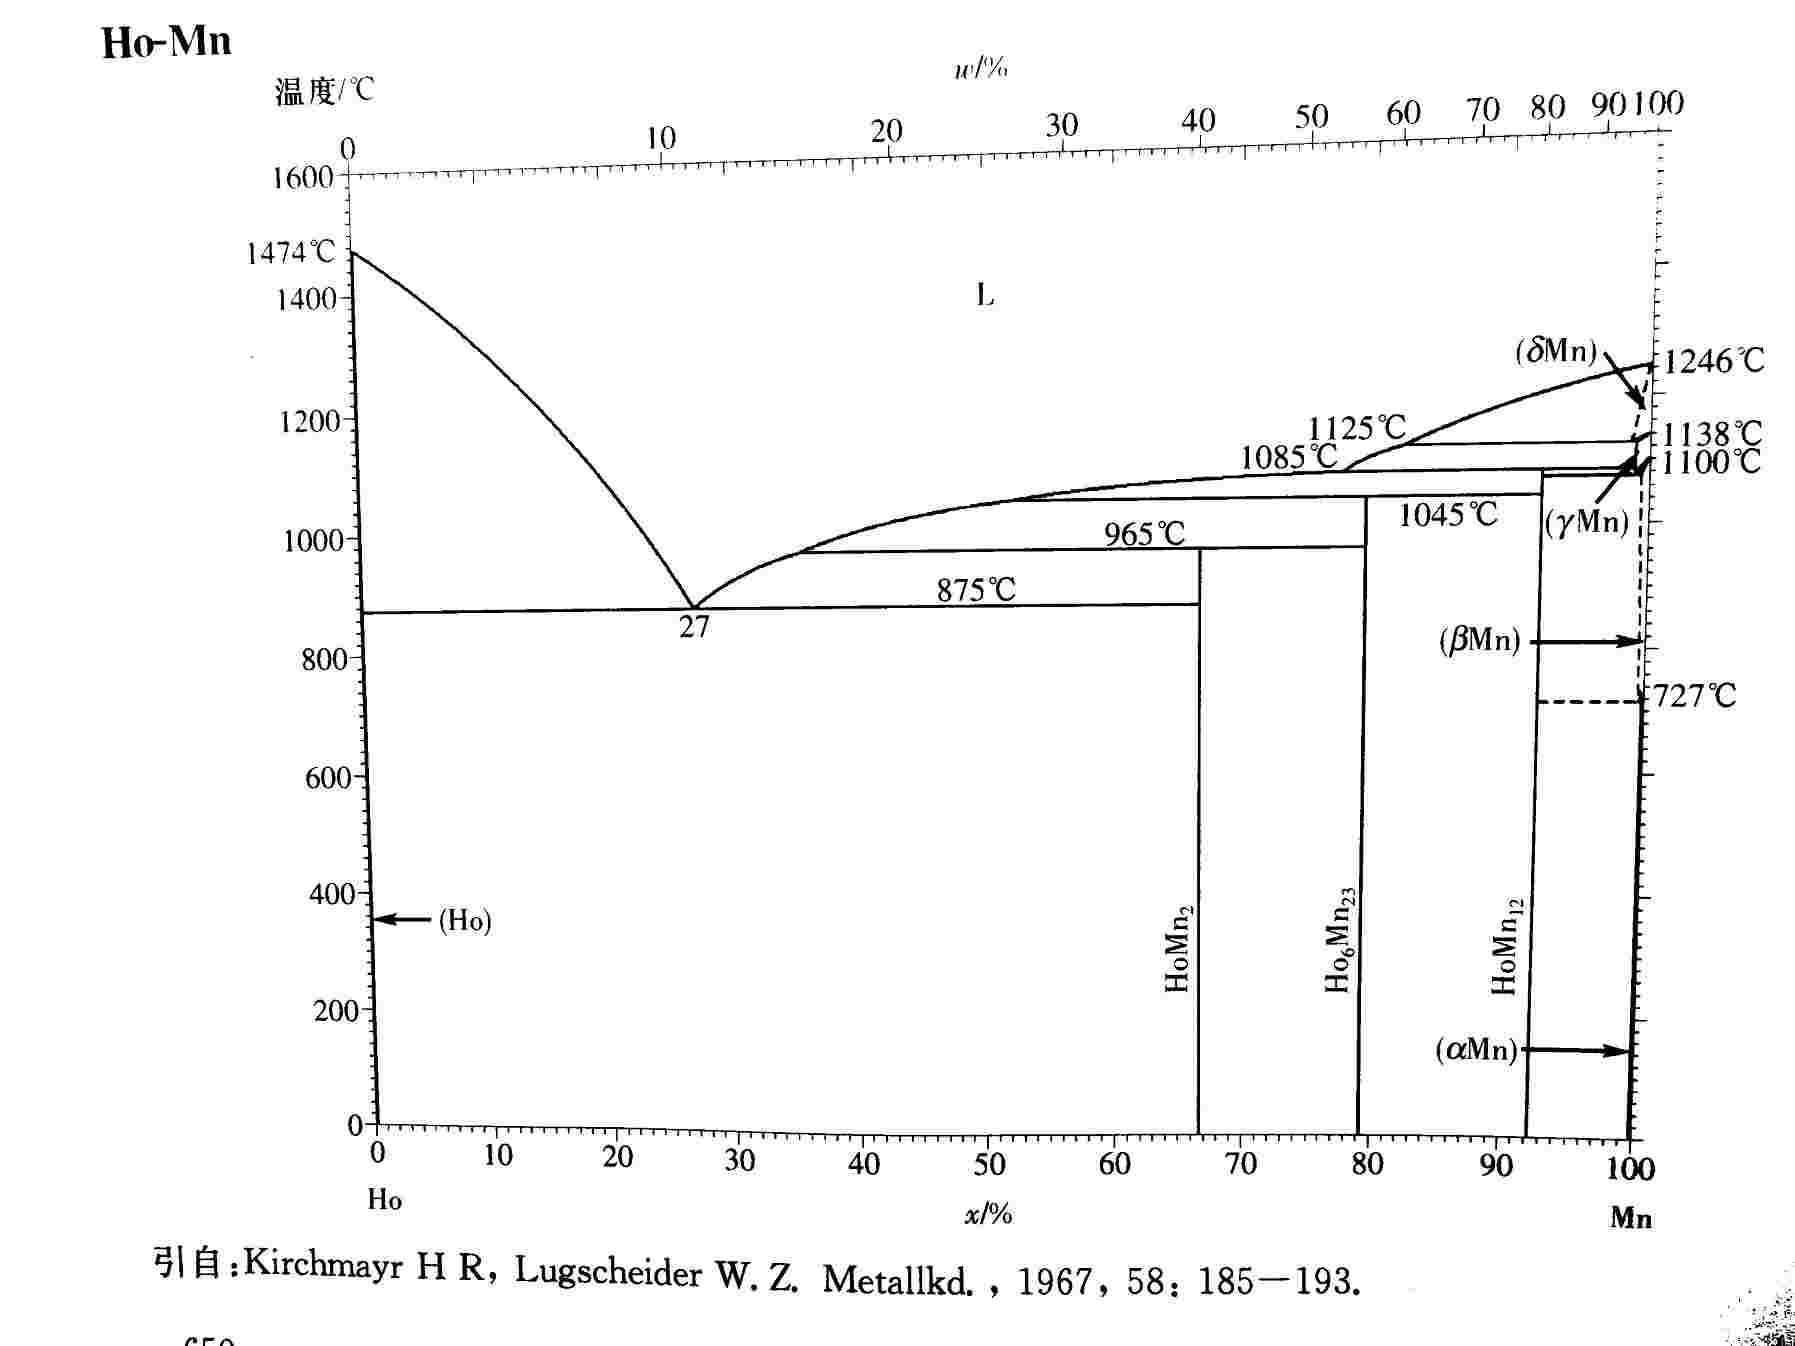 Ho-Mn
w/%
温度/℃
0 10 20 30 40 50 60 70 80 90 100
1600
1474℃
1400
L
(δMn)
1246℃
1200
1125℃
1138℃
1085℃
1100℃
1045℃
(γMn)
1000
965℃
875℃
27
(βMn)
800
727℃
600
400
(Ho)
HoMn₂
Ho₆Mn₂₃
HoMn₁₂
200
(αMn)
0
0 10 20 30 40 50 60 70 80 90 100
Ho
x/%
Mn
引自:Kirchmayr H R, Lugscheider W. Z. Metallkd. , 1967, 58: 185—193.